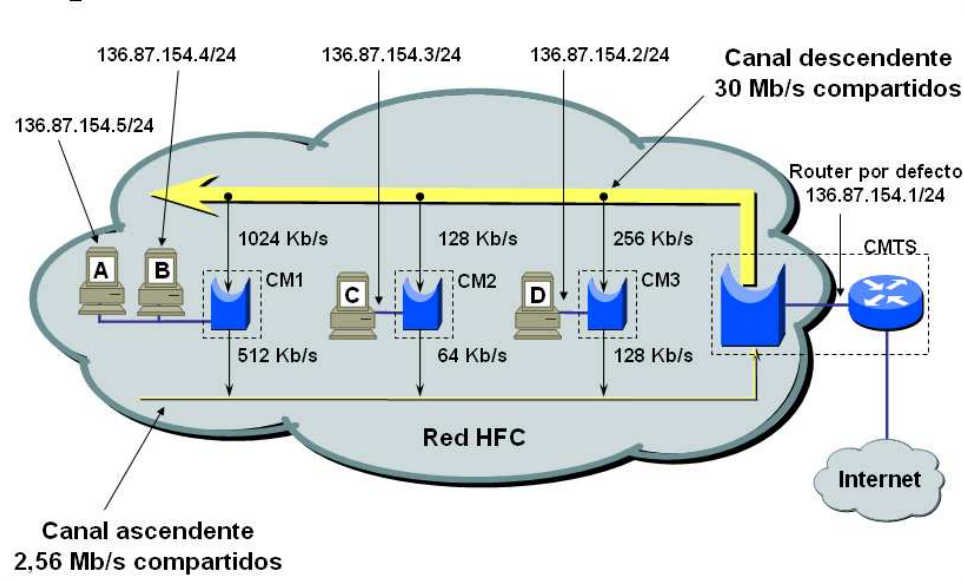 136.87.154.4/24
136.87.154.3/24
136.87.154.2/24
Canal descendente
30 Mb/s compartidos
136.87.154.5/24
Router por defecto
136.87.154.1/24
CMTS
1024 Kb/s
128 Kb/s
256 Kb/s
A
B
CM1
C
CM2
D
CM3
512 Kb/s
64 Kb/s
128 Kb/s
Red HFC
Internet
Canal ascendente
2,56 Mb/s compartidos